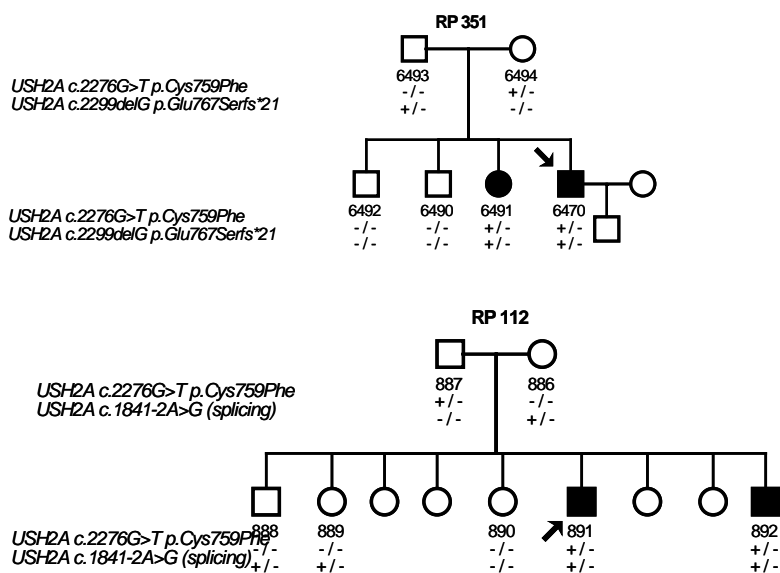 RP 351
6493 6494
USH2A c.2276G>T p.Cys759Phe -/- +/-
USH2A c.2299delG p.Glu767Serfs*21 +/- -/-
6492 6490 6491 6470
USH2A c.2276G>T p.Cys759Phe -/- -/- +/- +/-
USH2A c.2299delG p.Glu767Serfs*21 -/- -/- +/- +/-
RP 112
887 886
USH2A c.2276G>T p.Cys759Phe +/- -/-
USH2A c.1841-2A>G (splicing) -/- +/-
888 889 890 891 892
USH2A c.2276G>T p.Cys759Phe -/- -/- -/- +/- +/-
USH2A c.1841-2A>G (splicing) +/- +/- -/- +/- +/-